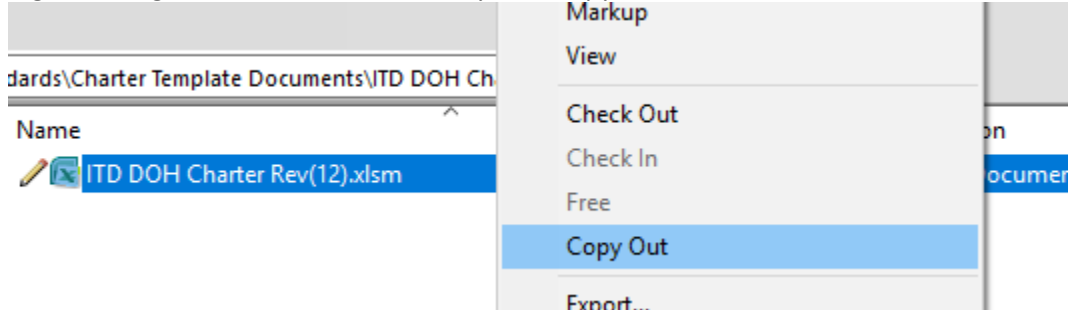 Markup
View
dards\Charter Template Documents\ITD DOH Ch
Check Out
Name
on
Check In
ITD DOH Charter Rev(12).xlsm
ocumer
Free
Copy Out
Export...